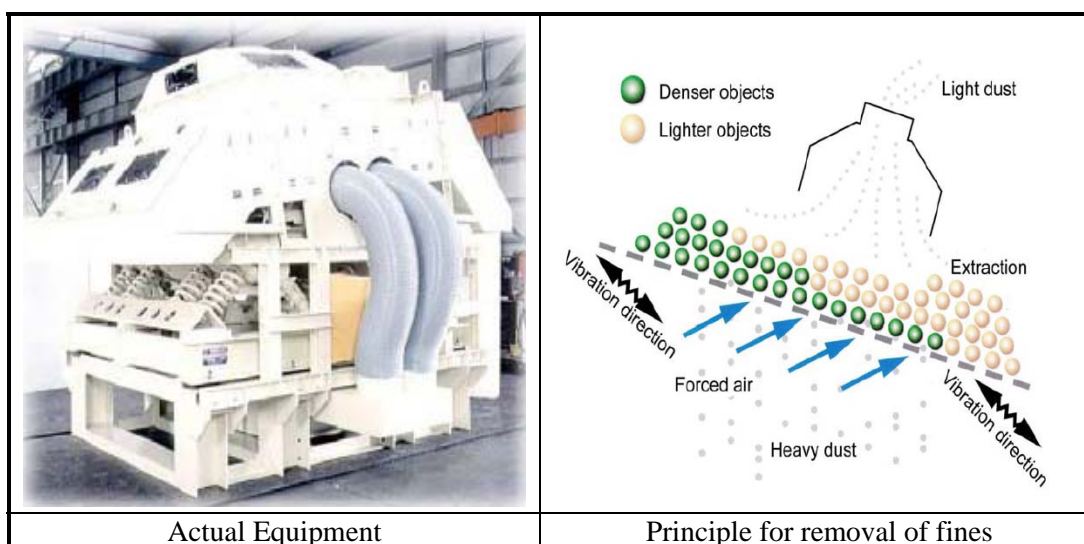 Denser objects
Lighter objects
Light dust
Extraction
Vibration direction
Forced air
Vibration direction
Heavy dust
Actual Equipment
Principle for removal of fines